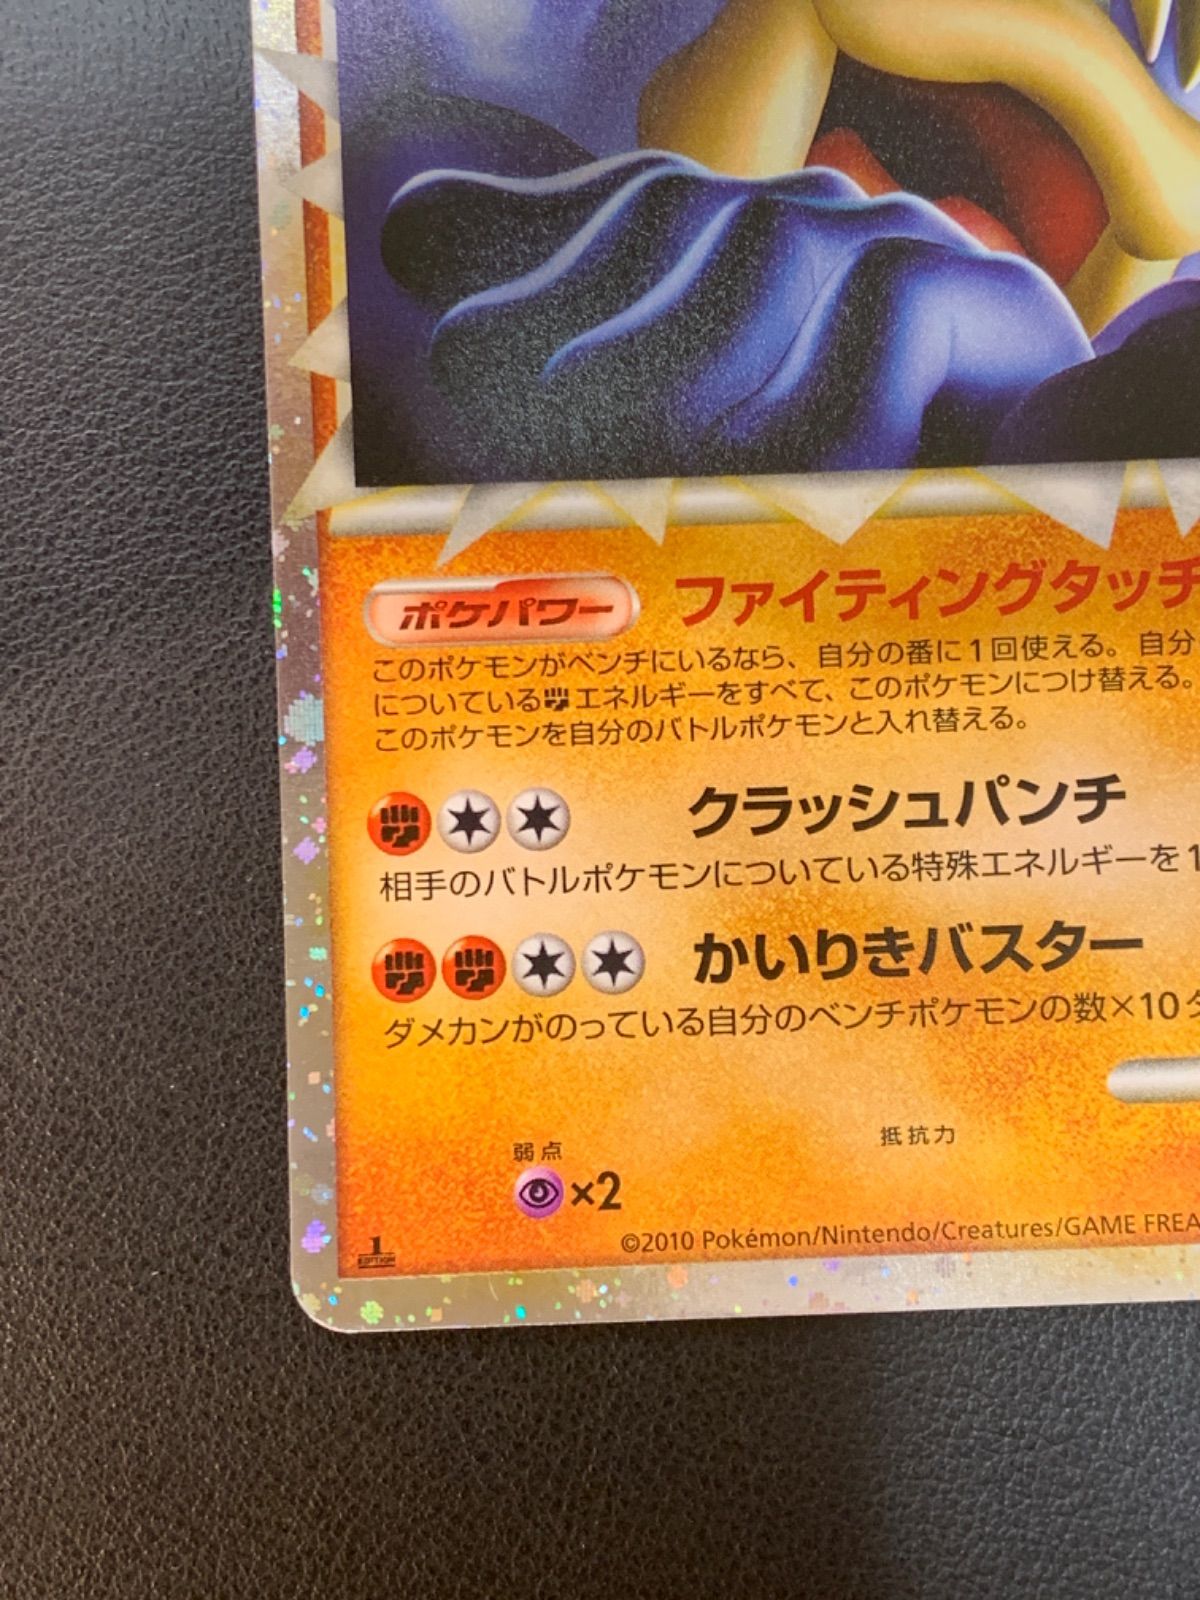 ポケパワー ファイティングタッチ
このポケモンがベンチにいるなら、自分の番に1回使える。自分
についているエネルギーをすべて、このポケモンにつけ替える。
このポケモンを自分のバトルポケモンと入れ替える。
クラッシュパンチ
相手のバトルポケモンについている特殊エネルギーを1
かいりきバスター
ダメカンがのっている自分のベンチポケモンの数×10ダ
弱点 抵抗力
×2
©2010 Pokémon/Nintendo/Creatures/GAME FREA
1 EDITION